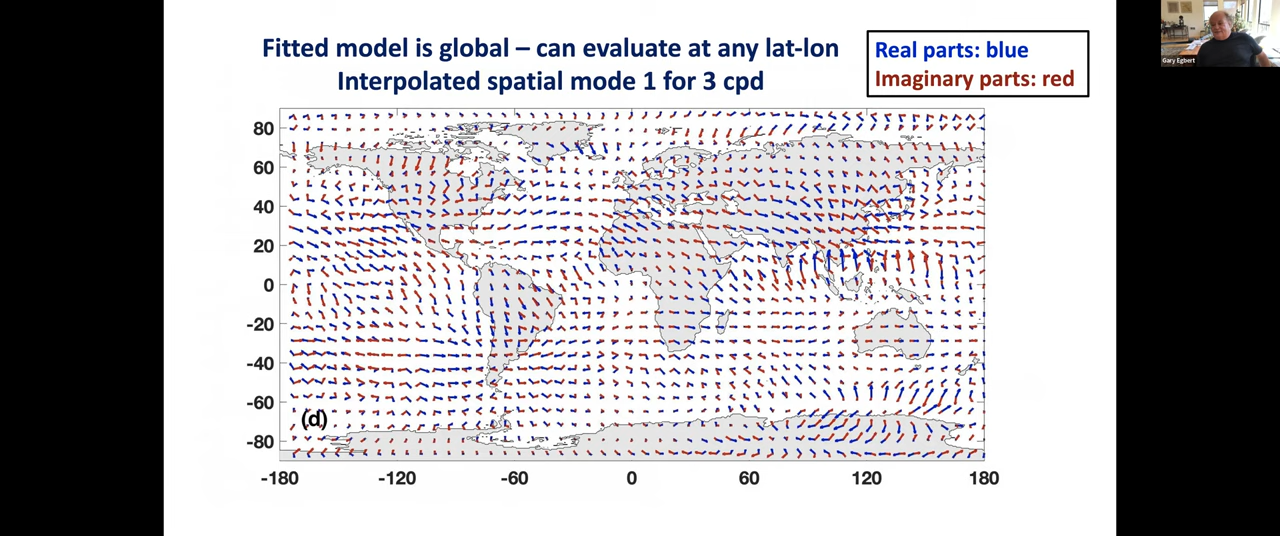 Fitted model is global – can evaluate at any lat-lon
Interpolated spatial mode 1 for 3 cpd
Real parts: blue
Imaginary parts: red
Gary Egbert
80
60
40
20
0
-20
-40
-60
-80
(d)
-180 -120 -60 0 60 120 180